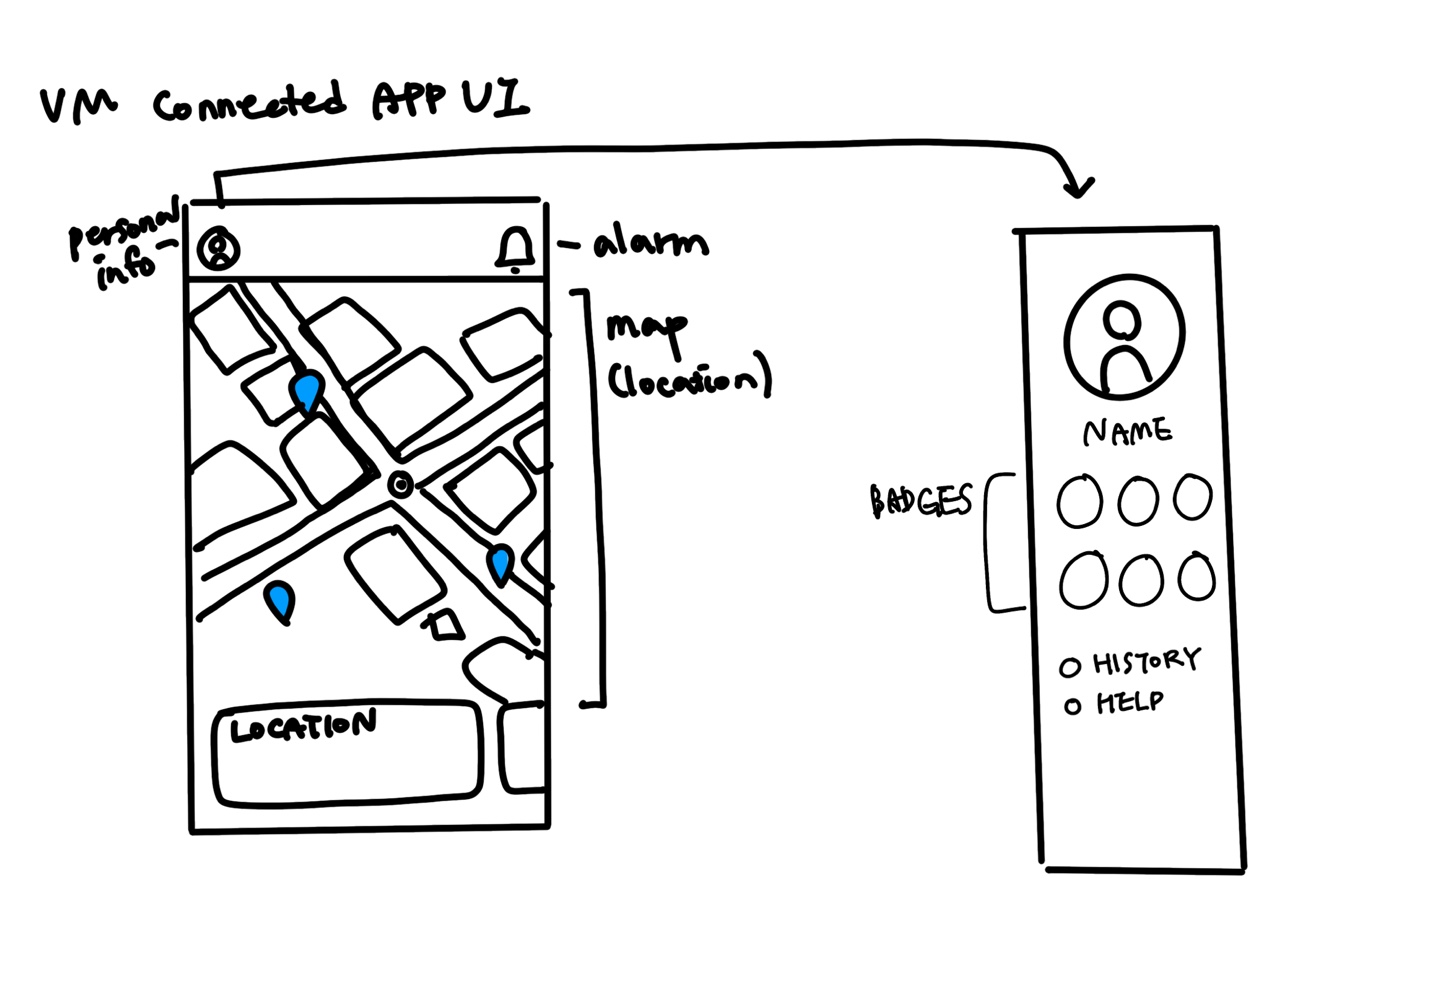 VM Connected APP UI
personal
info
alarm
map
(location)
LOCATION
NAME
BADGES
HISTORY
HELP